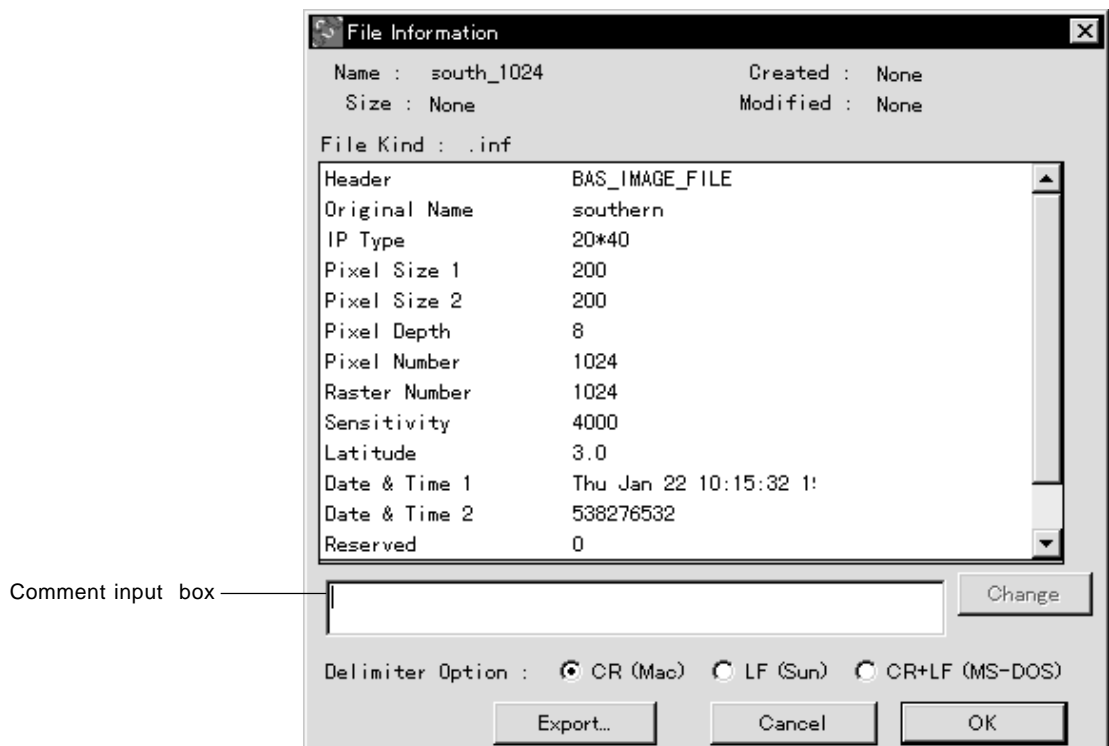 File Information
Name : south_1024 Created : None
Size : None Modified : None
File Kind : .inf
Header BAS_IMAGE_FILE
Original Name southern
IP Type 20*40
Pixel Size 1 200
Pixel Size 2 200
Pixel Depth 8
Pixel Number 1024
Raster Number 1024
Sensitivity 4000
Latitude 3.0
Date & Time 1 Thu Jan 22 10:15:32
Date & Time 2 538276532
Reserved 0
Comment input box
Change
Delimiter Option : CR (Mac) LF (Sun) CR+LF (MS-DOS)
Export... Cancel OK